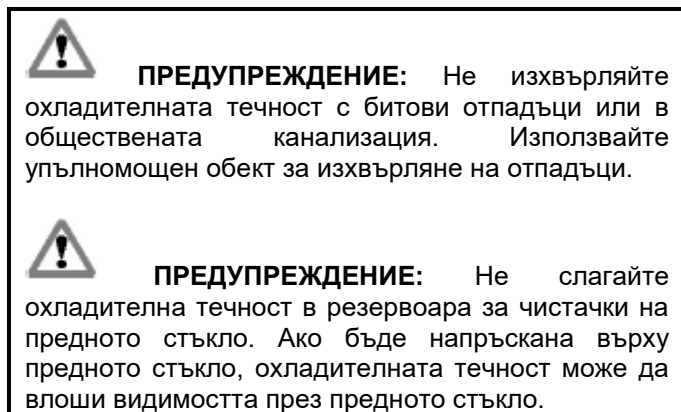 ПРЕДУПРЕЖДЕНИЕ: Не изхвърляйте
охладителната течност с битови отпадъци или в
обществената канализация. Използвайте
упълномощен обект за изхвърляне на отпадъци.
ПРЕДУПРЕЖДЕНИЕ: Не слагайте
охладителна течност в резервоара за чистачки на
предното стъкло. Ако бъде напръскана върху
предното стъкло, охладителната течност може да
влоши видимостта през предното стъкло.